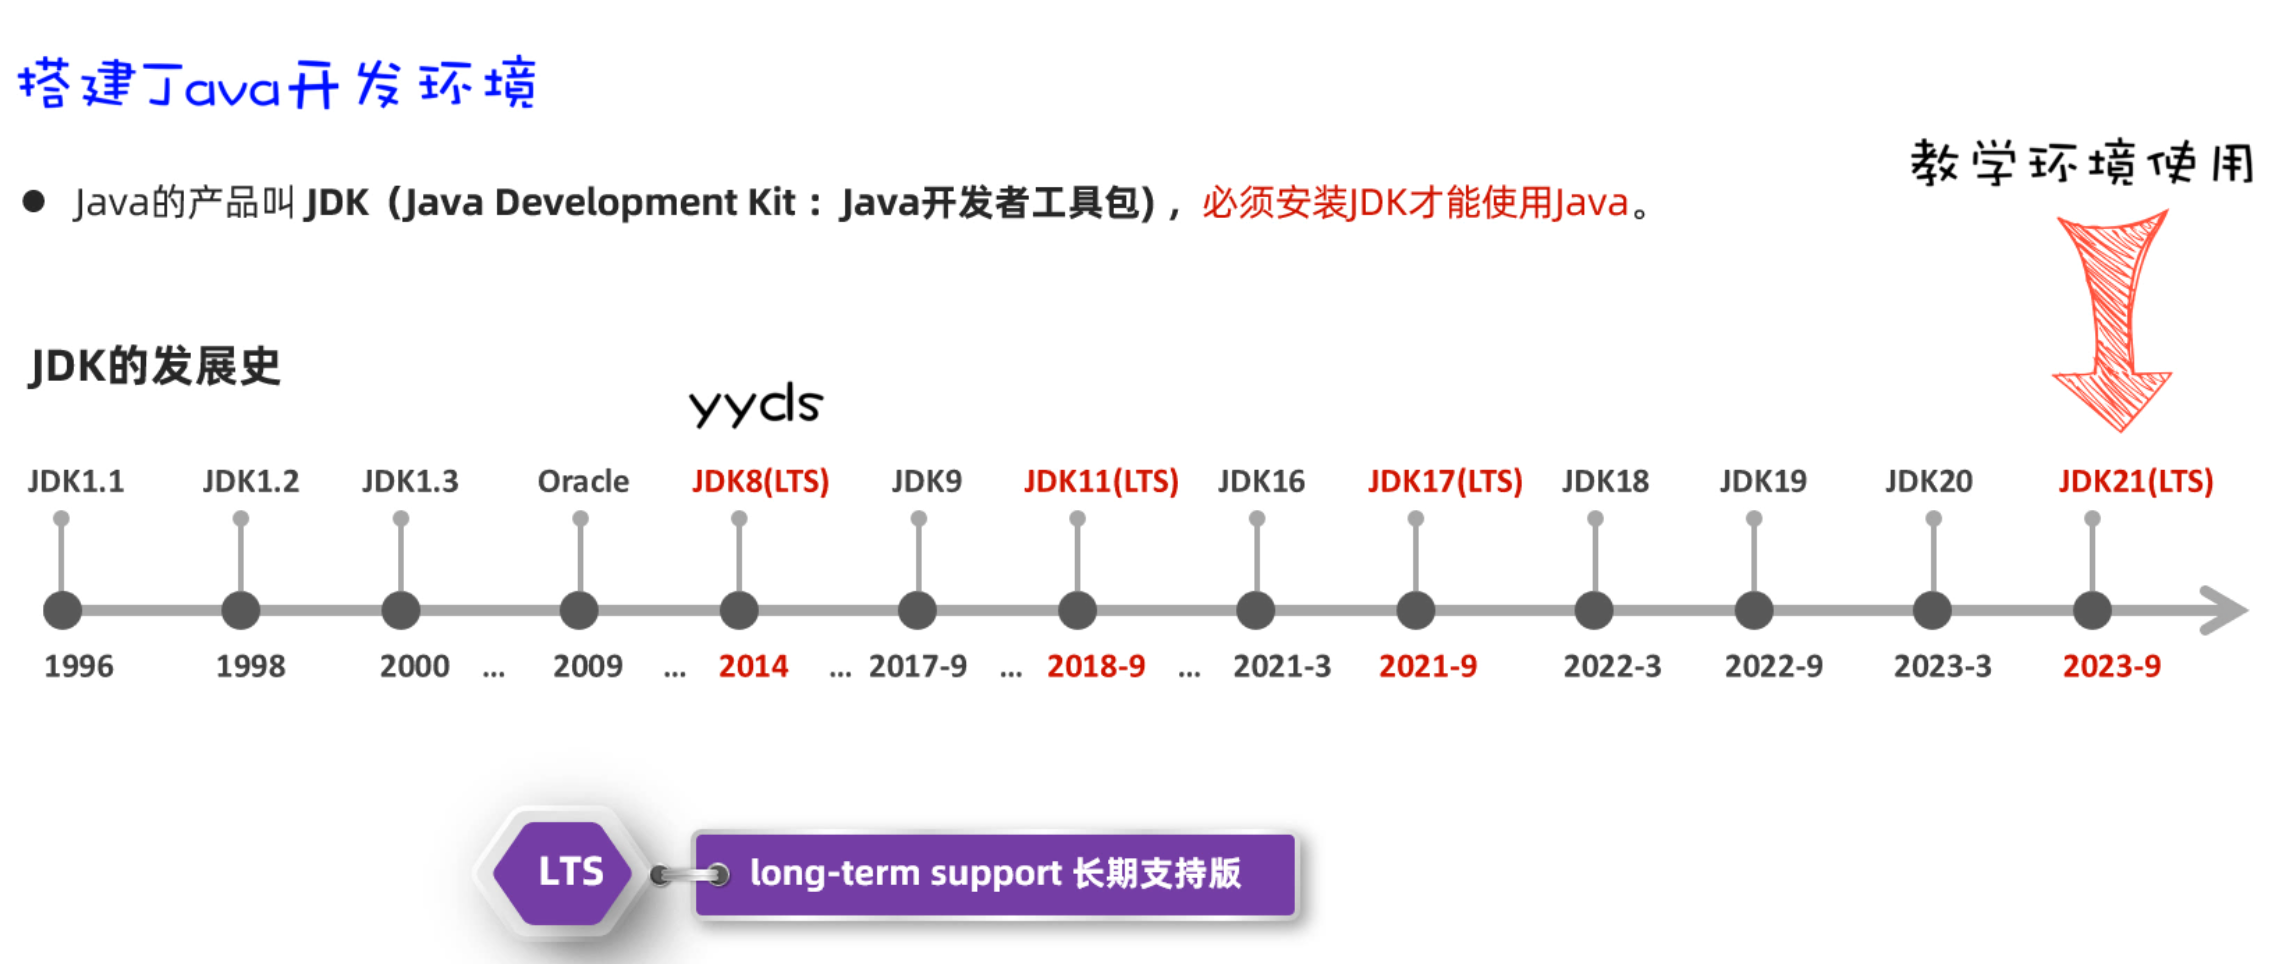 搭建Java开发环境
教学环境使用
● Java的产品叫 JDK（Java Development Kit： Java开发者工具包)， 必须安装JDK才能使用Java。
JDK的发展史
yyds
JDK1.1 JDK1.2 JDK1.3 Oracle JDK8(LTS) JDK9 JDK11(LTS) JDK16 JDK17(LTS) JDK18 JDK19 JDK20 JDK21(LTS)
1996 1998 2000 ... 2009 ... 2014 ... 2017-9 ... 2018-9 ... 2021-3 2021-9 2022-3 2022-9 2023-3 2023-9
LTS long-term support 长期支持版